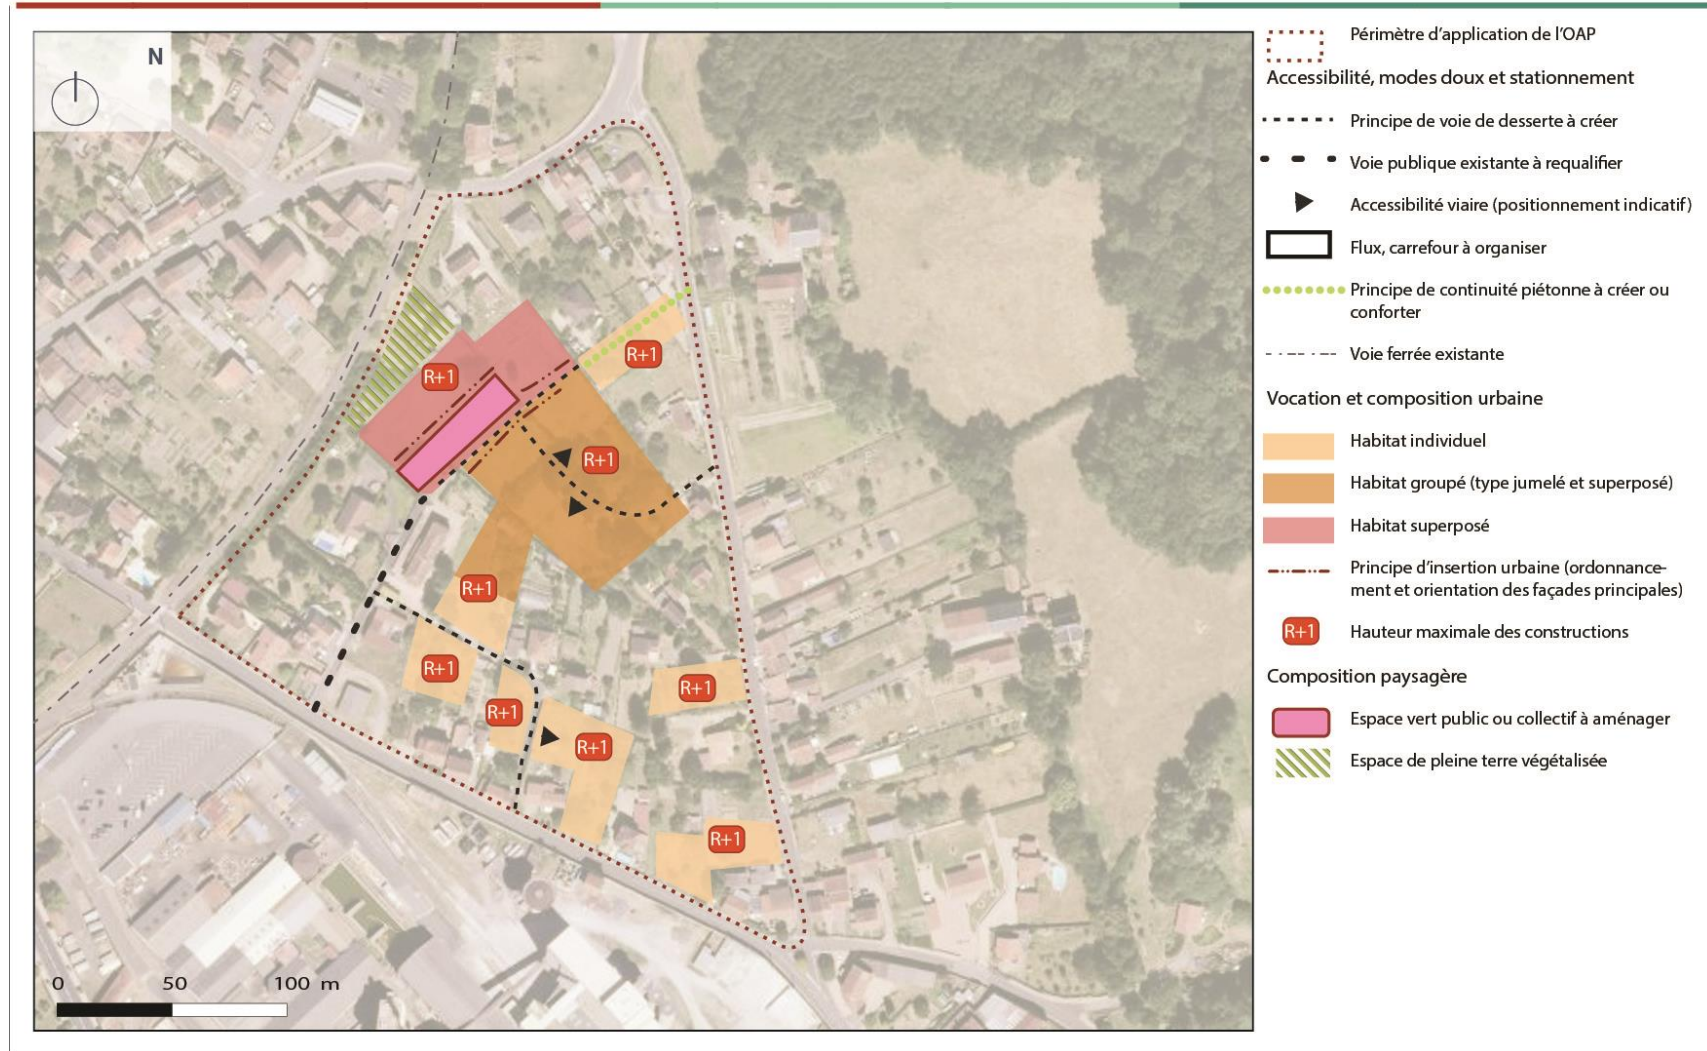 N
R+1
R+1
R+1
R+1
R+1
R+1
R+1
R+1
R+1
0 50 100 m
Périmètre d'application de l'OAP
Accessibilité, modes doux et stationnement
Principe de voie de desserte à créer
Voie publique existante à requalifier
Accessibilité viaire (positionnement indicatif)
Flux, carrefour à organiser
Principe de continuité piétonne à créer ou
conforter
Voie ferrée existante
Vocation et composition urbaine
Habitat individuel
Habitat groupé (type jumelé et superposé)
Habitat superposé
Principe d'insertion urbaine (ordonnance-
ment et orientation des façades principales)
R+1 Hauteur maximale des constructions
Composition paysagère
Espace vert public ou collectif à aménager
Espace de pleine terre végétalisée